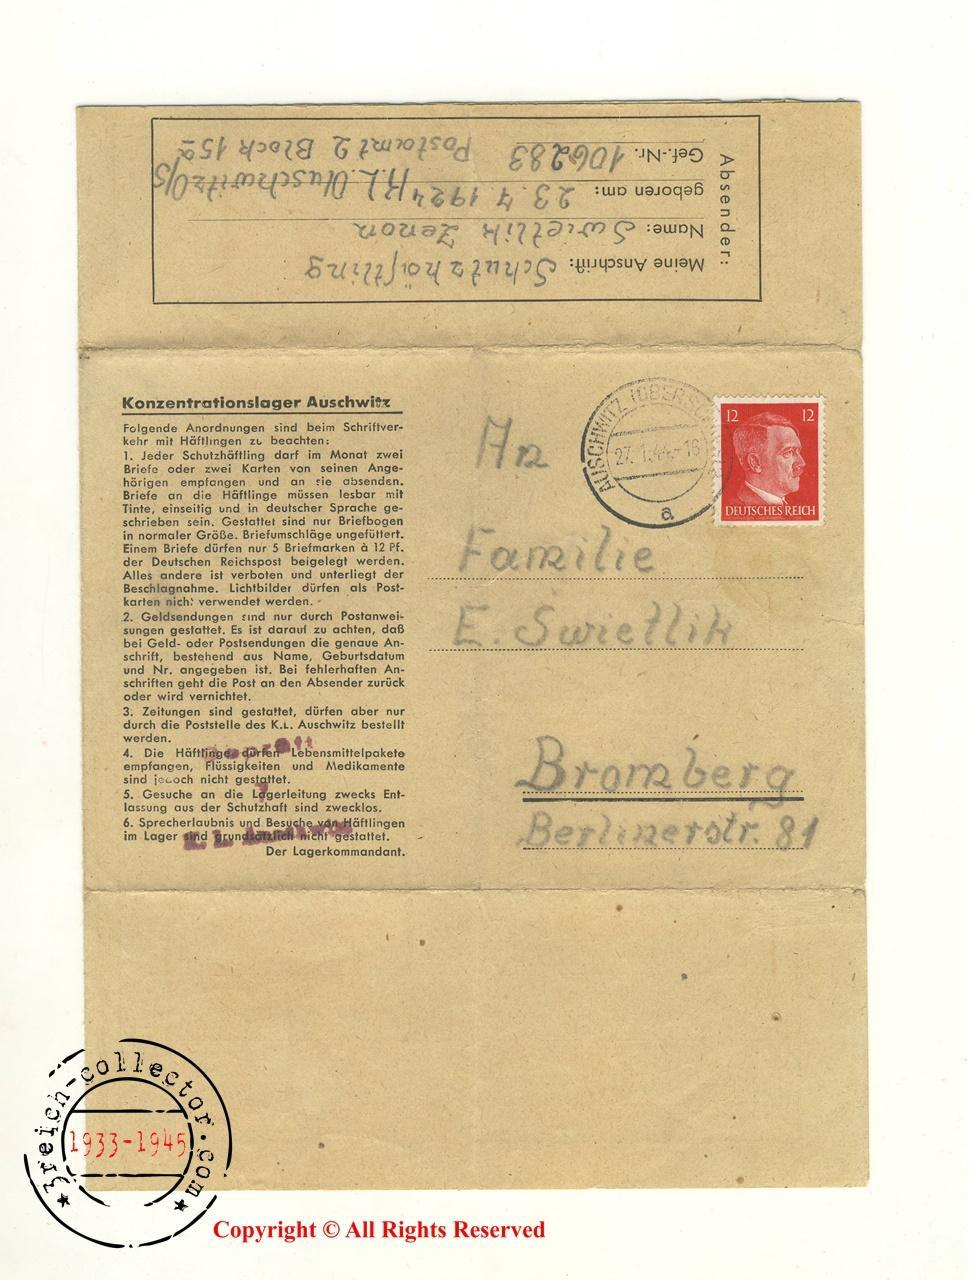 Absender:
Meine Anschrift: Schutzhäftling
Name: Swietlik Zenon
geboren am: 23. 7 1924 K.L. Auschwitz O/S
Gef.-Nr. 106283 Postamt 2 Block 15a
Konzentrationslager Auschwitz
Folgende Anordnungen sind beim Schriftver-
kehr mit Häftlingen zu beachten:
1. Jeder Schutzhäftling darf im Monat zwei
Briefe oder zwei Karten von seinen Ange-
hörigen empfangen und an sie absenden.
Briefe an die Häftlinge müssen lesbar mit
Tinte, einseitig und in deutscher Sprache ge-
schrieben sein. Gestattet sind nur Briefbogen
in normaler Größe. Briefumschläge ungefüttert.
Einem Briefe dürfen nur 5 Briefmarken à 12 Pf.
der Deutschen Reichspost beigelegt werden.
Alles andere ist verboten und unterliegt der
Beschlagnahme. Lichtbilder dürfen als Post-
karten nicht verwendet werden.
2. Geldsendungen sind nur durch Postanwei-
sungen gestattet. Es ist darauf zu achten, daß
bei Geld- oder Postsendungen die genaue An-
schrift, bestehend aus Name, Geburtsdatum
und Nr. angegeben ist. Bei fehlerhaften An-
schriften geht die Post an den Absender zurück
oder wird vernichtet.
3. Zeitungen sind gestattet, dürfen aber nur
durch die Poststelle des K.L. Auschwitz bestellt
werden.
4. Die Häftlinge dürfen Lebensmittelpakete
empfangen, Flüssigkeiten und Medikamente
sind jedoch nicht gestattet.
5. Gesuche an die Lagerleitung zwecks Ent-
lassung aus der Schutzhaft sind zwecklos.
6. Sprecherlaubnis und Besuche von Häftlingen
im Lager sind grundsätzlich nicht gestattet.
Der Lagerkommandant.
Geprüft
AUSCHWITZ (OBERSCHLES)
27. 1.44.-16
a
12 12
DEUTSCHES REICH
An
Familie
E. Swietlik
Bromberg
Berlinerstr. 81
3reich-collector.com
1933-1945
Copyright © All Rights Reserved